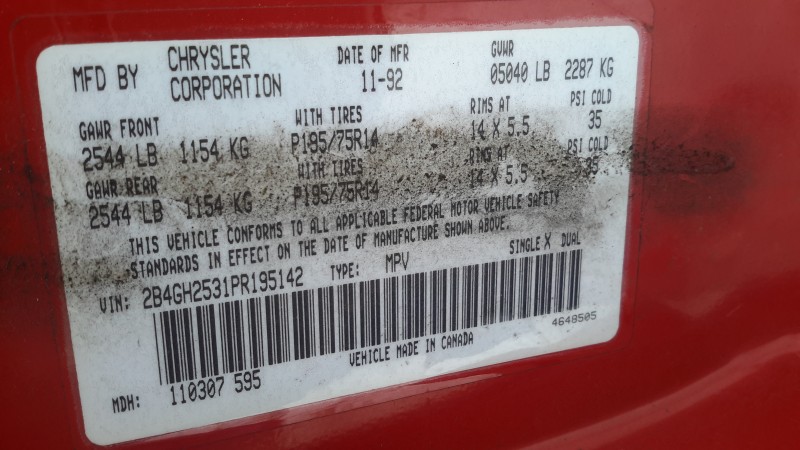 MFD BY CHRYSLER CORPORATION DATE OF MFR 11-92 GVWR 05040 LB 2287 KG
GAWR FRONT WITH TIRES RIMS AT PSI COLD
2544 LB 1154 KG P195/75R14 14 X 5.5 35
GAWR REAR WITH TIRES RIMS AT PSI COLD
2544 LB 1154 KG P195/75R14 14 X 5.5 35
THIS VEHICLE CONFORMS TO ALL APPLICABLE FEDERAL MOTOR VEHICLE SAFETY
STANDARDS IN EFFECT ON THE DATE OF MANUFACTURE SHOWN ABOVE.
VIN: 2B4GH2531PR195142 TYPE: MPV SINGLE X DUAL
4648505
VEHICLE MADE IN CANADA
MDH: 110307 595